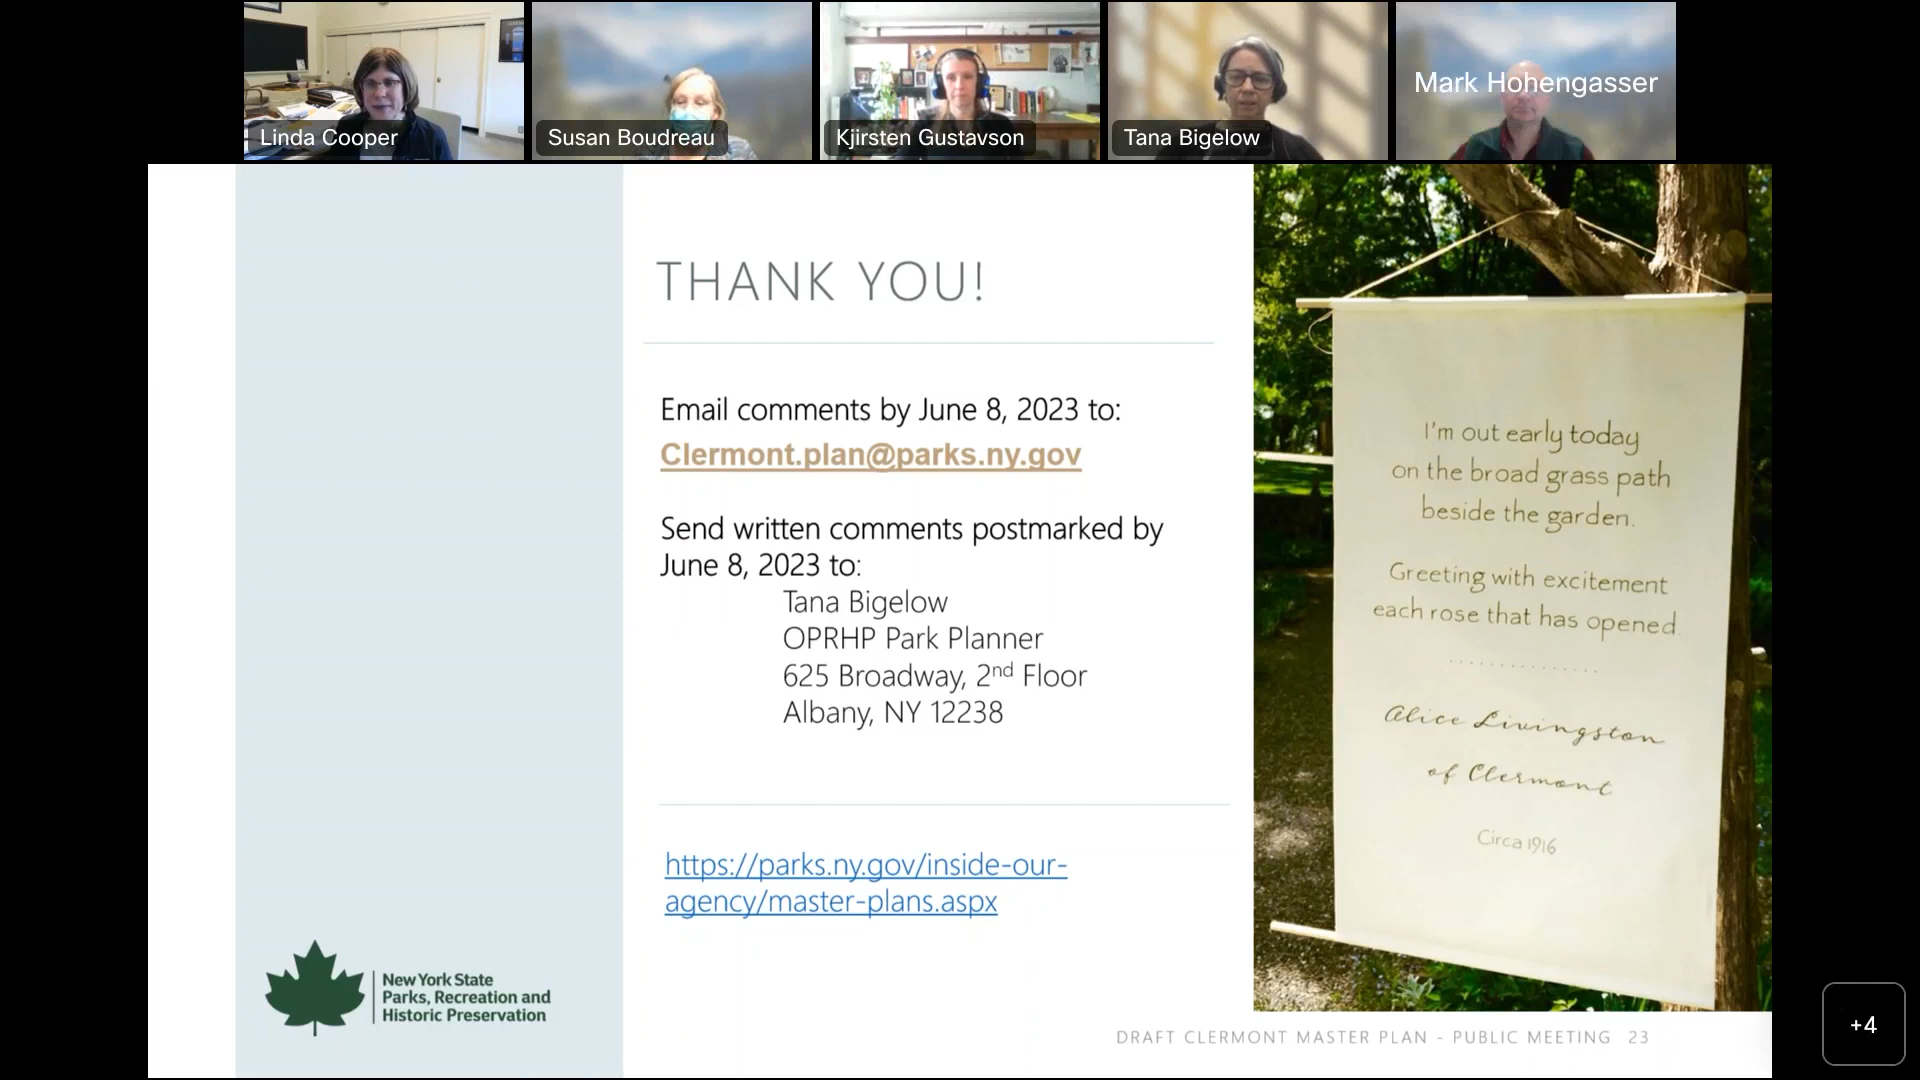 Linda Cooper
Susan Boudreau
Kjirsten Gustavson
Tana Bigelow
Mark Hohengasser
THANK YOU!
Email comments by June 8, 2023 to:
Clermont.plan@parks.ny.gov
Send written comments postmarked by
June 8, 2023 to:
Tana Bigelow
OPRHP Park Planner
625 Broadway, 2nd Floor
Albany, NY 12238
https://parks.ny.gov/inside-our-
agency/master-plans.aspx
New York State
Parks, Recreation and
Historic Preservation
I'm out early today
on the broad grass path
beside the garden.
Greeting with excitement
each rose that has opened.
...............
Alice Livingston
of Clermont
Circa 1916
DRAFT CLERMONT MASTER PLAN - PUBLIC MEETING 23
+4